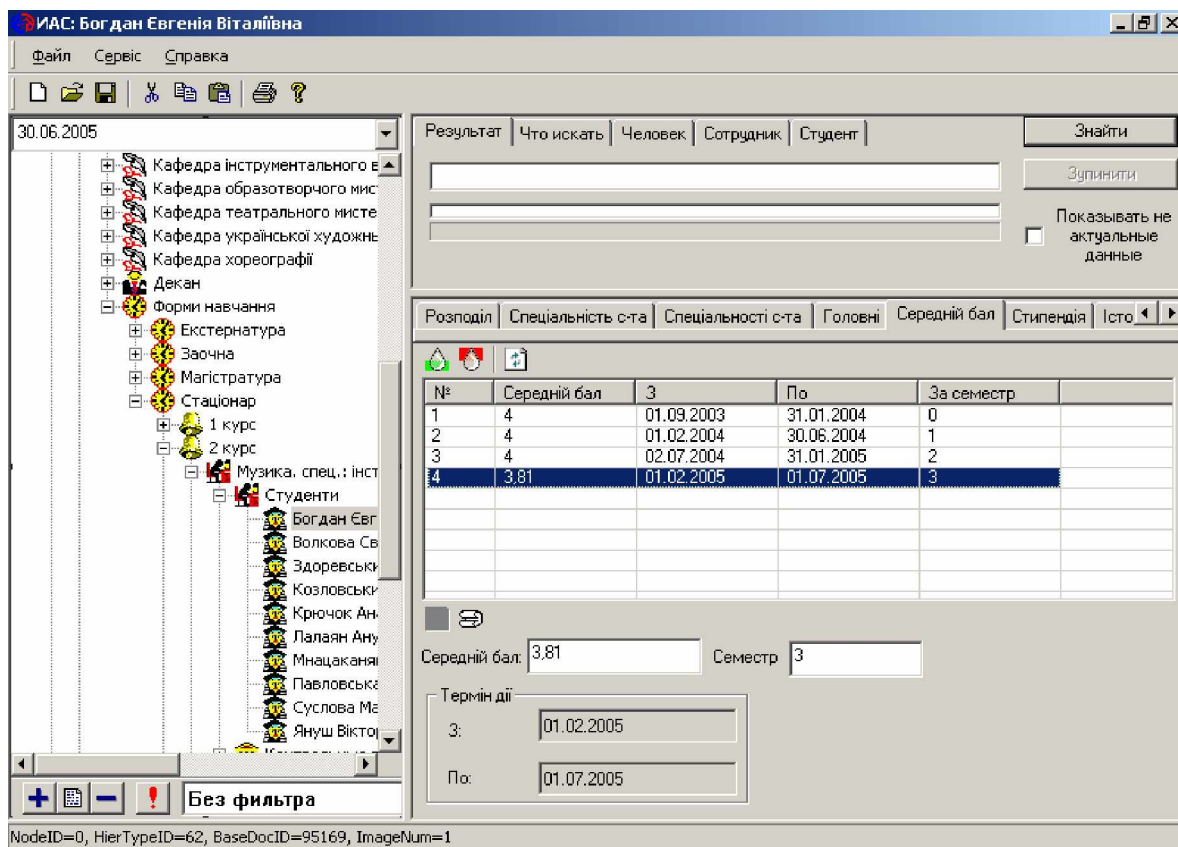 ИАС: Богдан Євгенія Віталіївна
Файл Сервіс Справка
30.06.2005
Кафедра інструментального в
Кафедра образотворчого мис
Кафедра театрального мисте
Кафедра української художнь
Кафедра хореографії
Декан
Форми навчання
Екстернатура
Заочна
Магістратура
Стаціонар
1 курс
2 курс
Музика. спец.: інст
Студенти
Богдан Євг
Волкова Св
Здоревськи
Козловськи
Крючок Ан
Лалаян Ану
Мнацаканя
Павловська
Суслова Ма
Януш Віктор
Без фильтра
Результат Что искать Человек Сотрудник Студент
Знайти
Зупинити
Показывать не
актуальные
данные
Розподіл Спеціальність с-та Спеціальності с-та Головні Середній бал Стипендія Істо
№ Середній бал З По За семестр
1 4 01.09.2003 31.01.2004 0
2 4 01.02.2004 30.06.2004 1
3 4 02.07.2004 31.01.2005 2
4 3,81 01.02.2005 01.07.2005 3
Середній бал: 3,81 Семестр 3
Термін дії
З: 01.02.2005
По: 01.07.2005
NodeID=0, HierTypeID=62, BaseDocID=95169, ImageNum=1